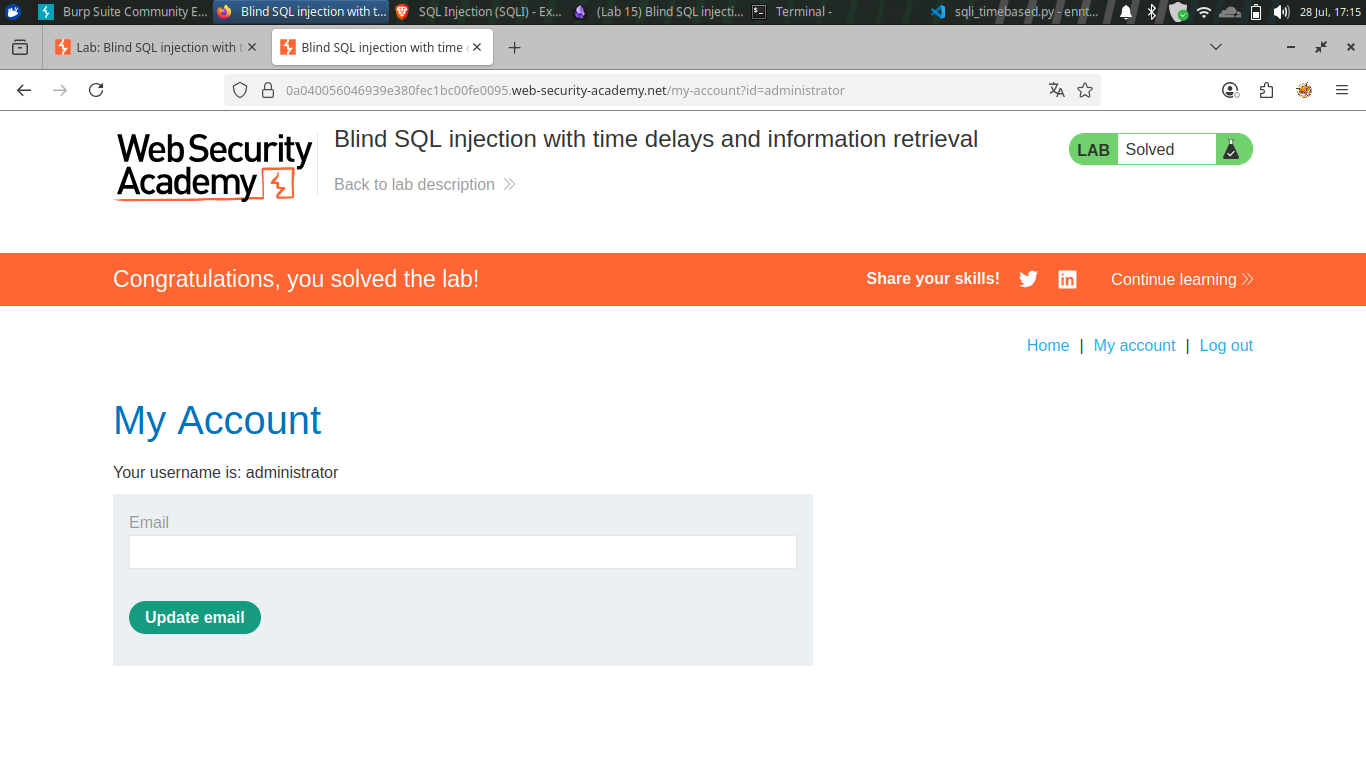 Burp Suite Community E... Blind SQL injection with t... SQL Injection (SQLI) - Ex... (Lab 15) Blind SQL injecti... Terminal - sqli_timebased.py - ennt... 28 Jul, 17:15
Lab: Blind SQL injection with t Blind SQL injection with time
0a040056046939e380fec1bc00fe0095.web-security-academy.net/my-account?id=administrator
Web Security
Academy
Blind SQL injection with time delays and information retrieval
Back to lab description
LAB Solved
Congratulations, you solved the lab!
Share your skills!
Continue learning
Home | My account | Log out
My Account
Your username is: administrator
Email
Update email